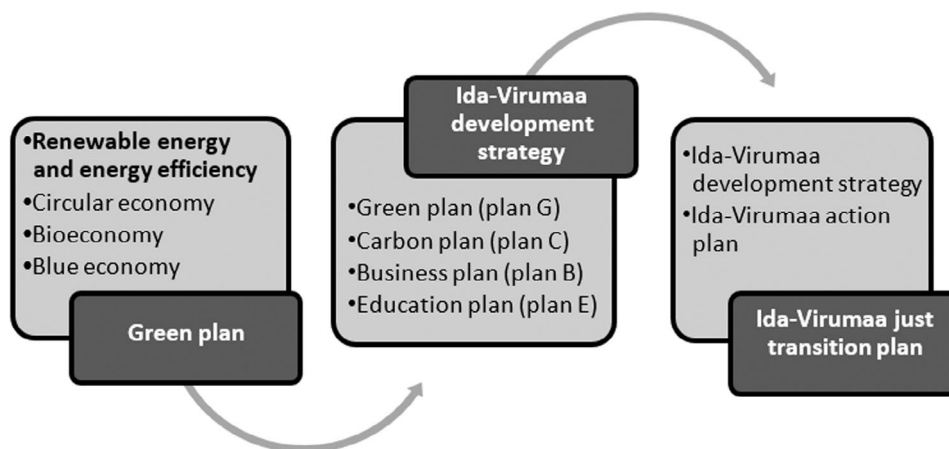 •Renewable energy
and energy efficiency
•Circular economy
•Bioeconomy
•Blue economy
Green plan
Ida-Virumaa
development
strategy
•Green plan (plan G)
•Carbon plan (plan C)
•Business plan (plan B)
•Education plan (plan E)
•Ida-Virumaa
development strategy
•Ida-Virumaa action
plan
Ida-Virumaa just
transition plan